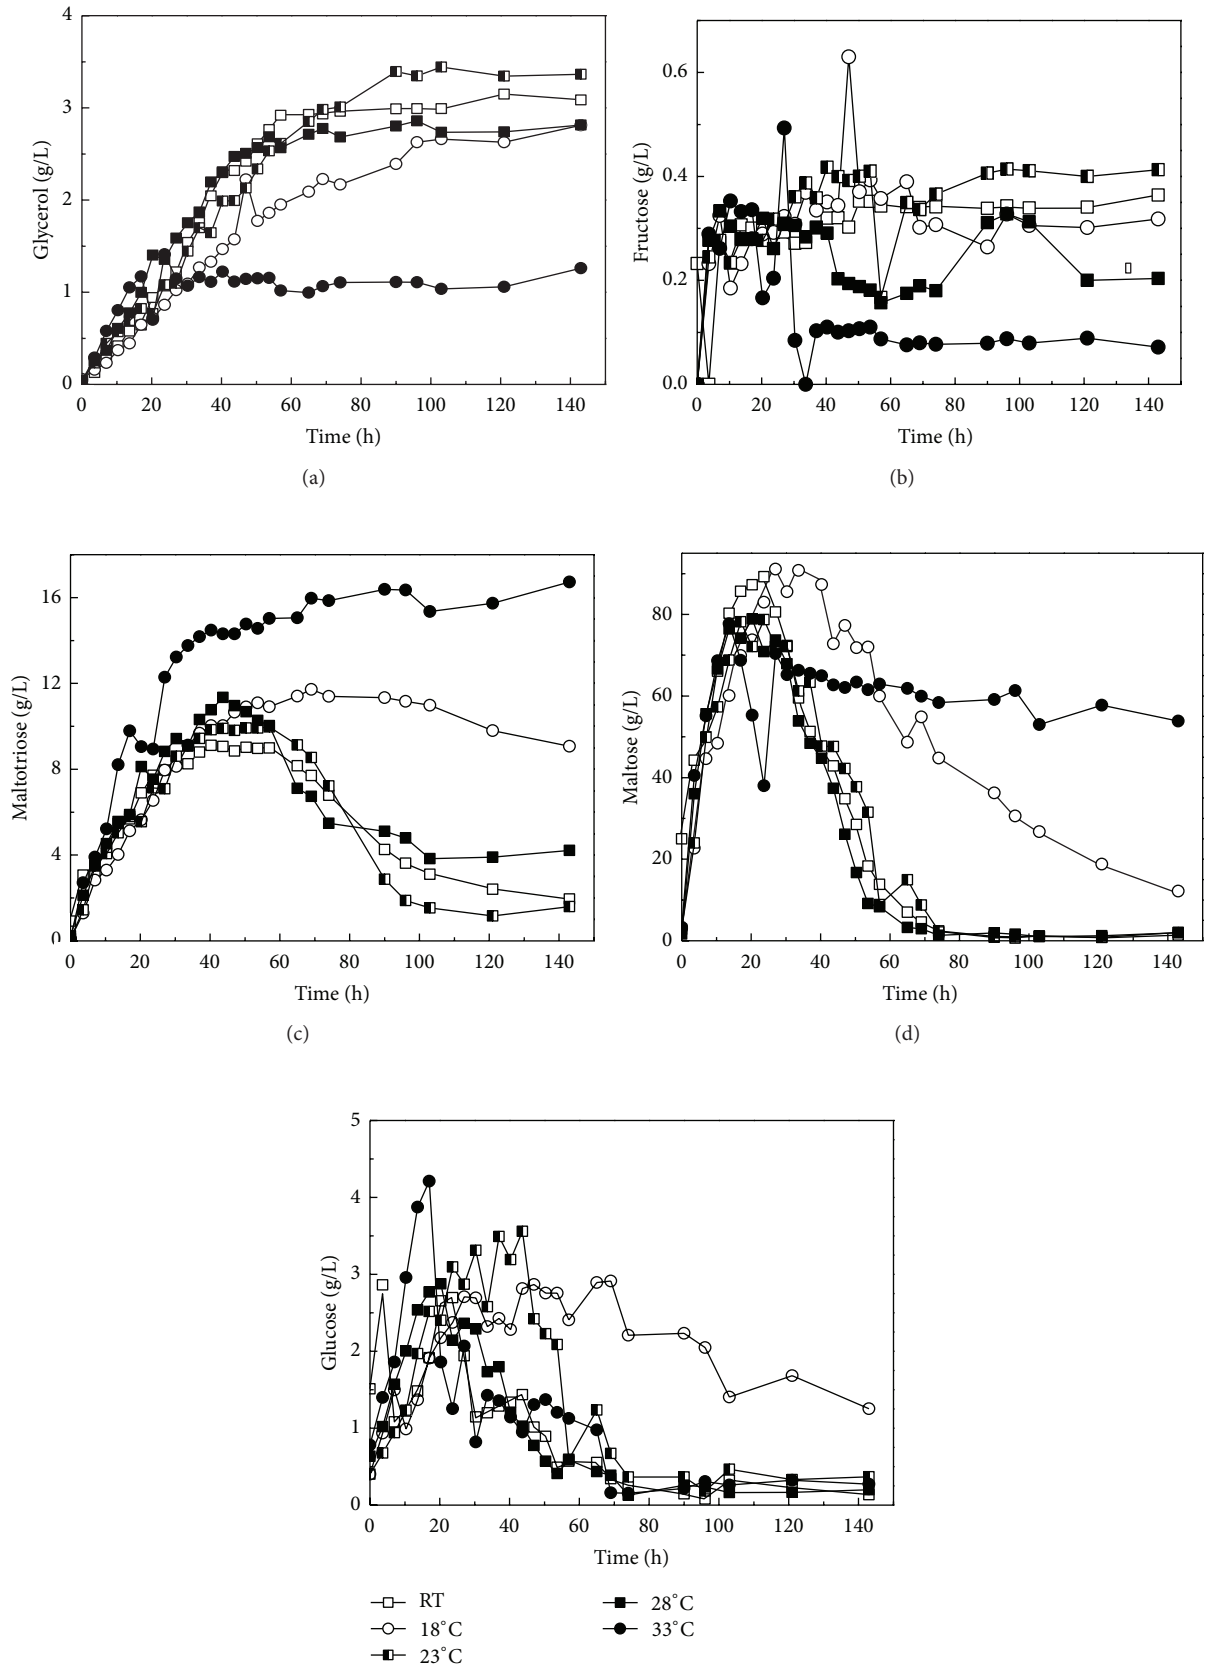 4
3
2
1
0
Glycerol (g/L)
0 20 40 60 80 100 120 140
Time (h)
(a)
0.6
0.4
0.2
0.0
Fructose (g/L)
0 20 40 60 80 100 120 140
Time (h)
(b)
16
12
8
4
0
Maltotriose (g/L)
0 20 40 60 80 100 120 140
Time (h)
(c)
80
60
40
20
0
Maltose (g/L)
0 20 40 60 80 100 120 140
Time (h)
(d)
5
4
3
2
1
0
Glucose (g/L)
0 20 40 60 80 100 120 140
Time (h)
RT
18°C
23°C
28°C
33°C